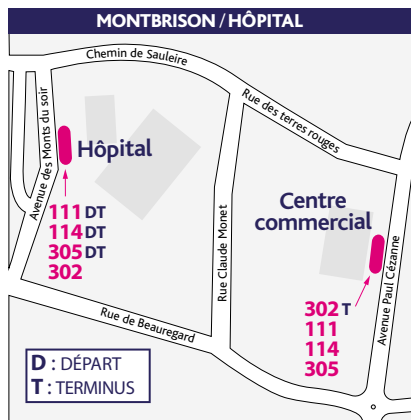 MONTBRISON / HÔPITAL
Chemin de Sauleire
Rue des terres rouges
Avenue des Monts du soir
Hôpital
111 DT
114 DT
305 DT
302
Rue Claude Monet
Centre
commercial
302 T
111
114
305
Avenue Paul Cézanne
Rue de Beauregard
D : DÉPART
T : TERMINUS